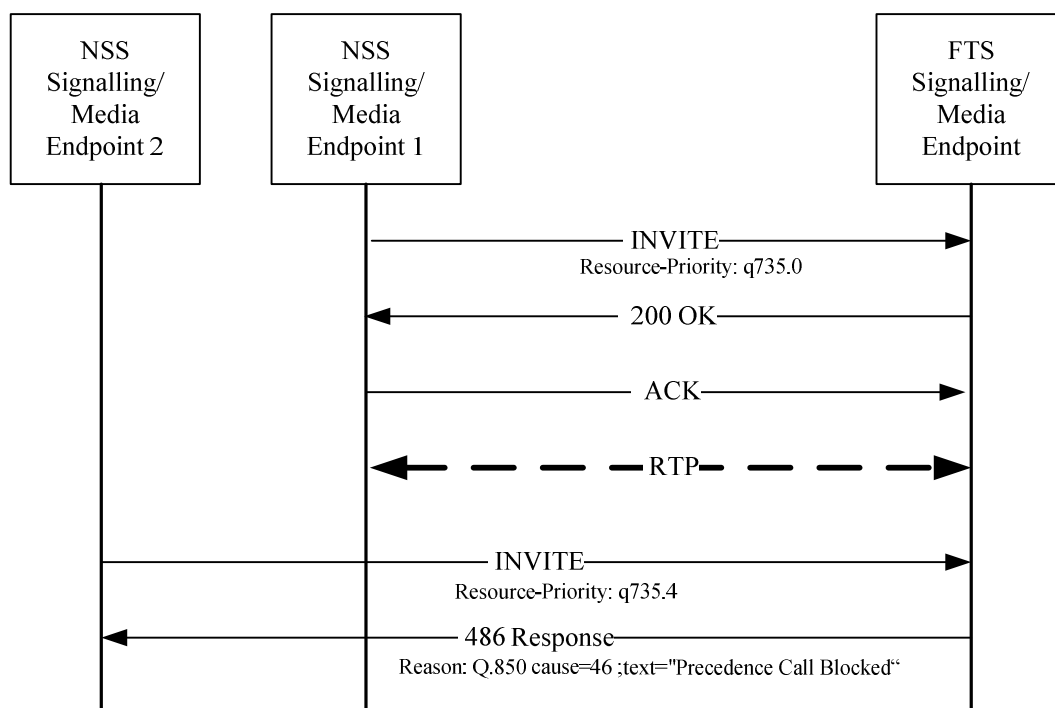 NSS
Signalling/
Media
Endpoint 2
NSS
Signalling/
Media
Endpoint 1
FTS
Signalling/
Media
Endpoint
INVITE
Resource-Priority: q735.0
200 OK
ACK
RTP
INVITE
Resource-Priority: q735.4
486 Response
Reason: Q.850 cause=46 ;text="Precedence Call Blocked“